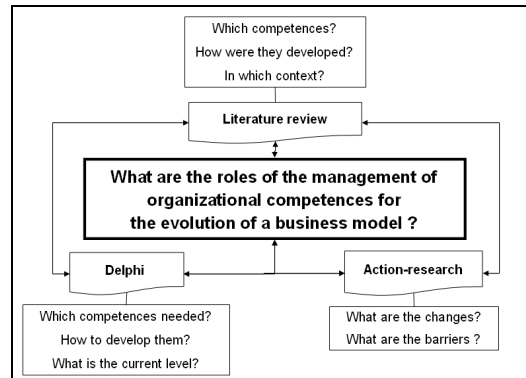 Which competences?
How were they developed?
In which context?
Literature review
What are the roles of the management of
organizational competences for
the evolution of a business model ?
Delphi
Action-research
Which competences needed?
How to develop them?
What is the current level?
What are the changes?
What are the barriers ?